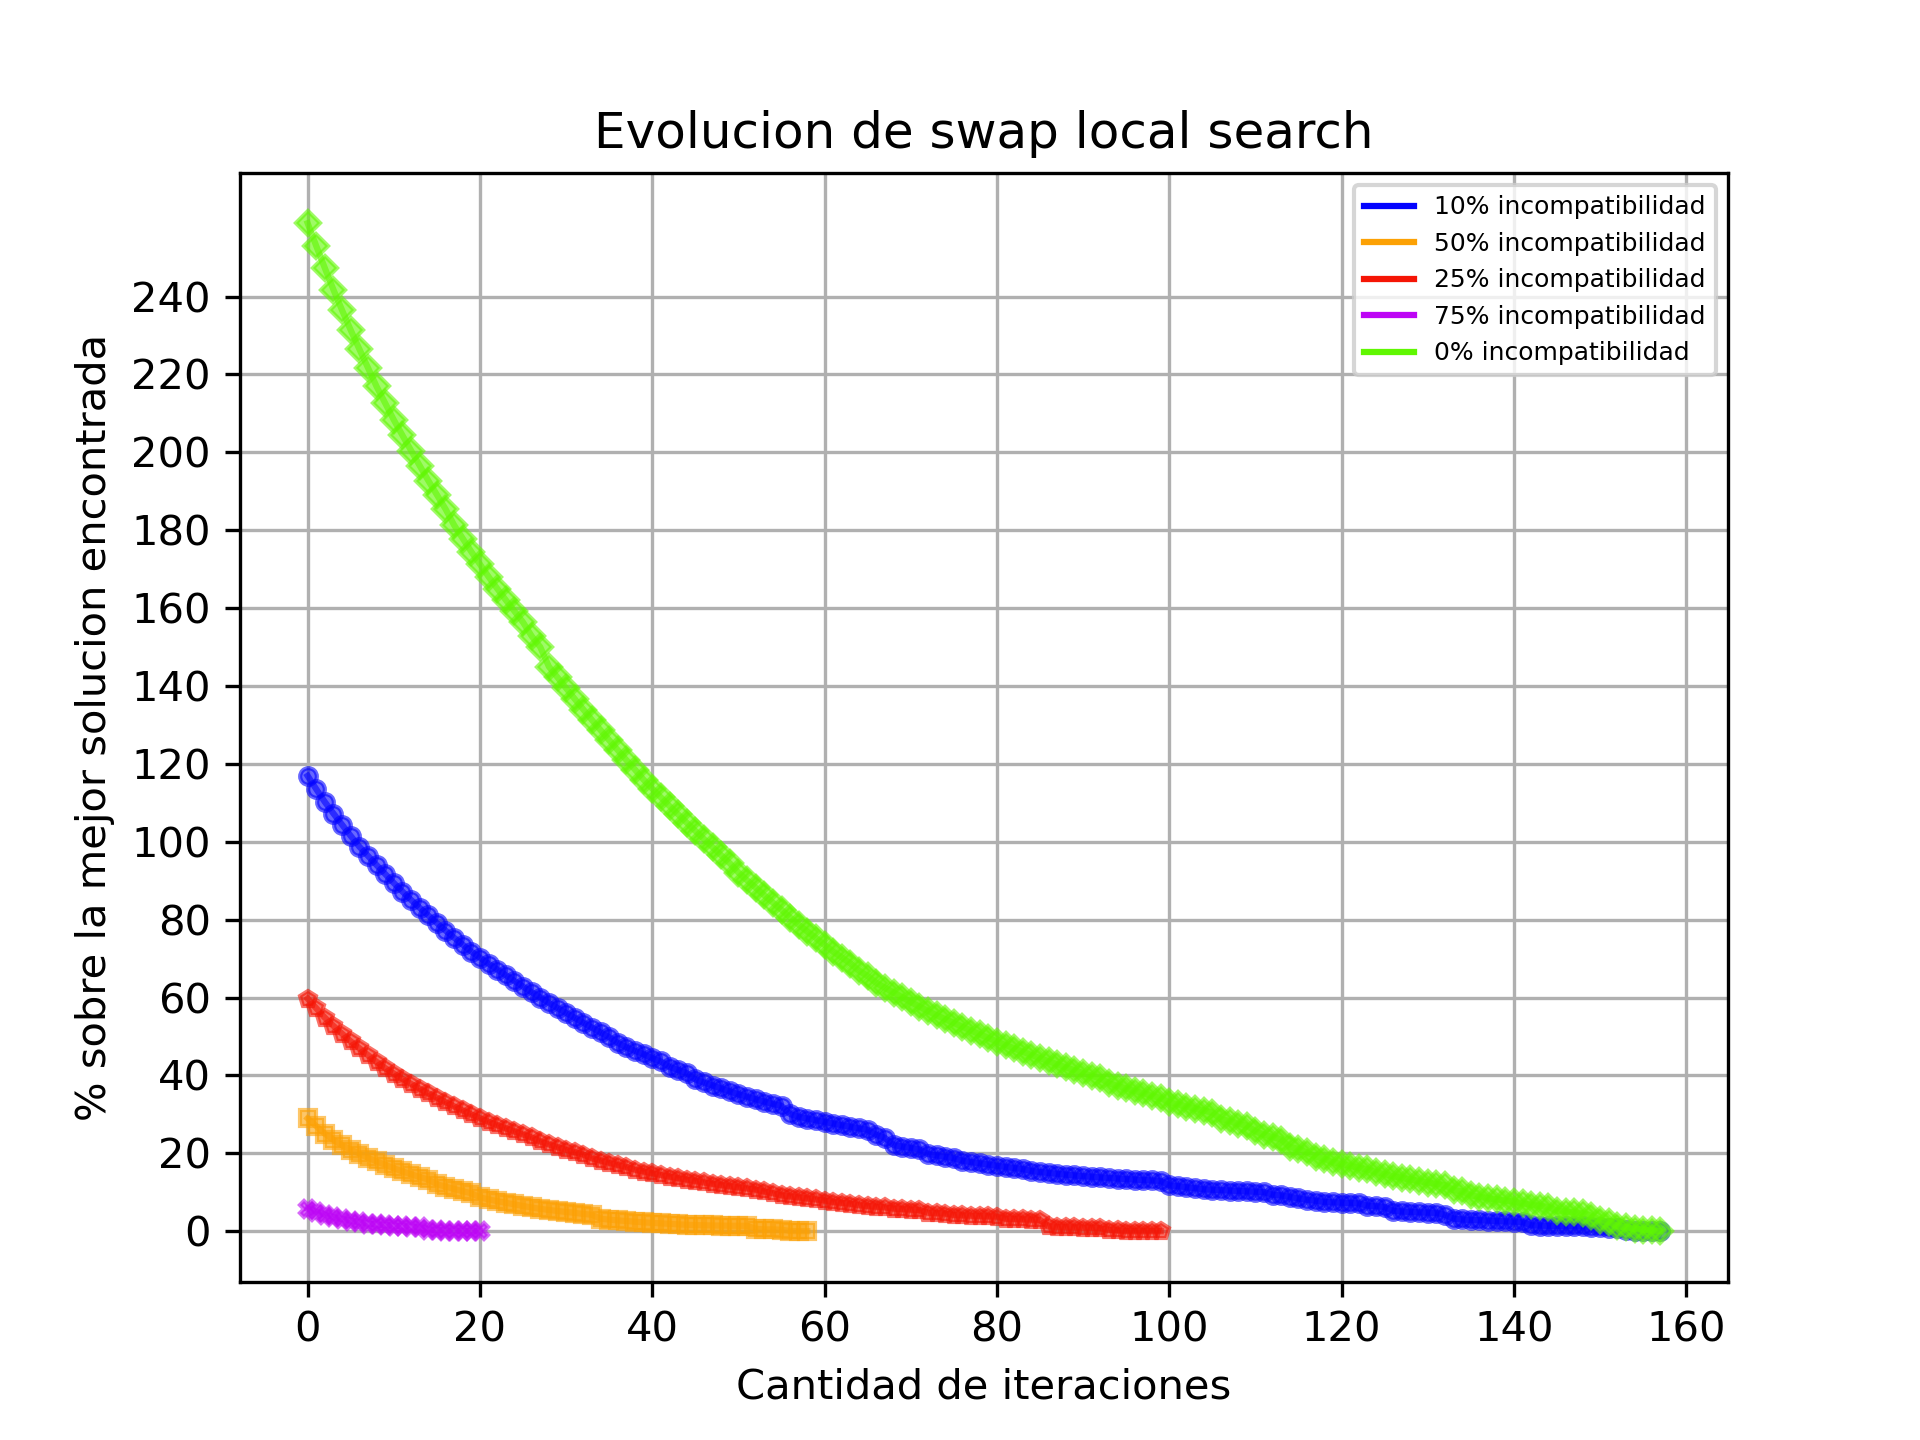 Evolucion de swap local search
10% incompatibilidad
50% incompatibilidad
25% incompatibilidad
75% incompatibilidad
0% incompatibilidad
% sobre la mejor solucion encontrada
240
220
200
180
160
140
120
100
80
60
40
20
0
0 20 40 60 80 100 120 140 160
Cantidad de iteraciones